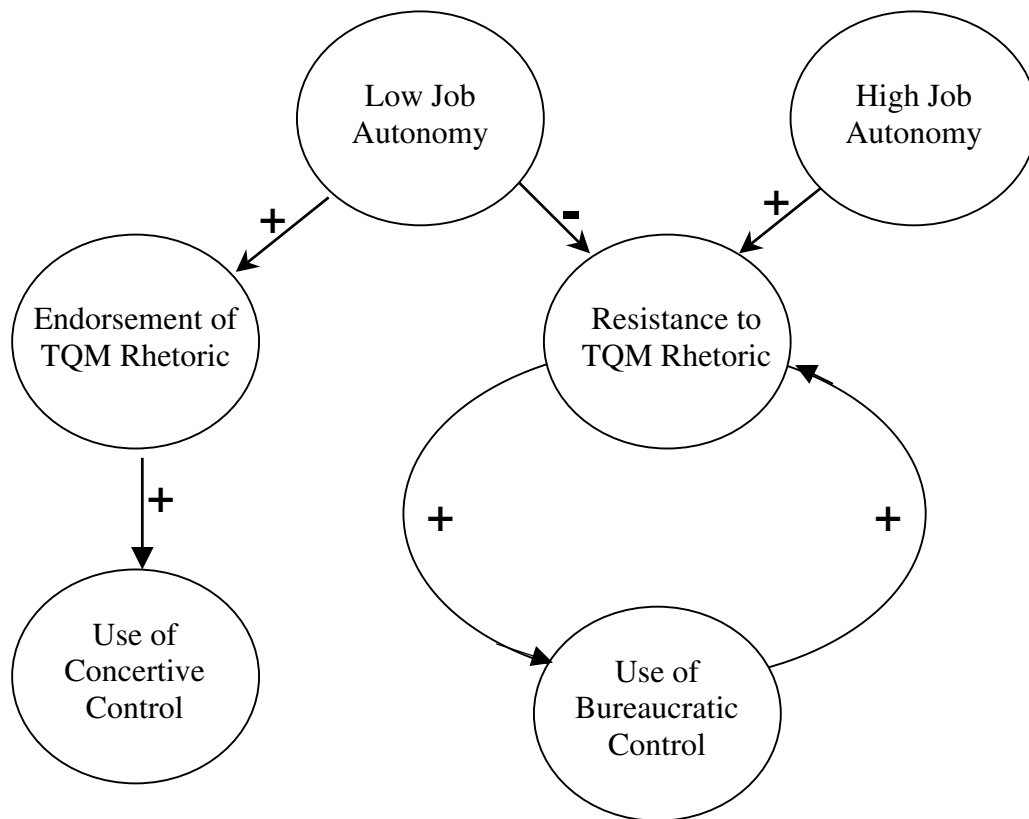 Low Job
Autonomy
High Job
Autonomy
+
-
+
Endorsement of
TQM Rhetoric
Resistance to
TQM Rhetoric
+
+
+
Use of
Concertive
Control
Use of
Bureaucratic
Control